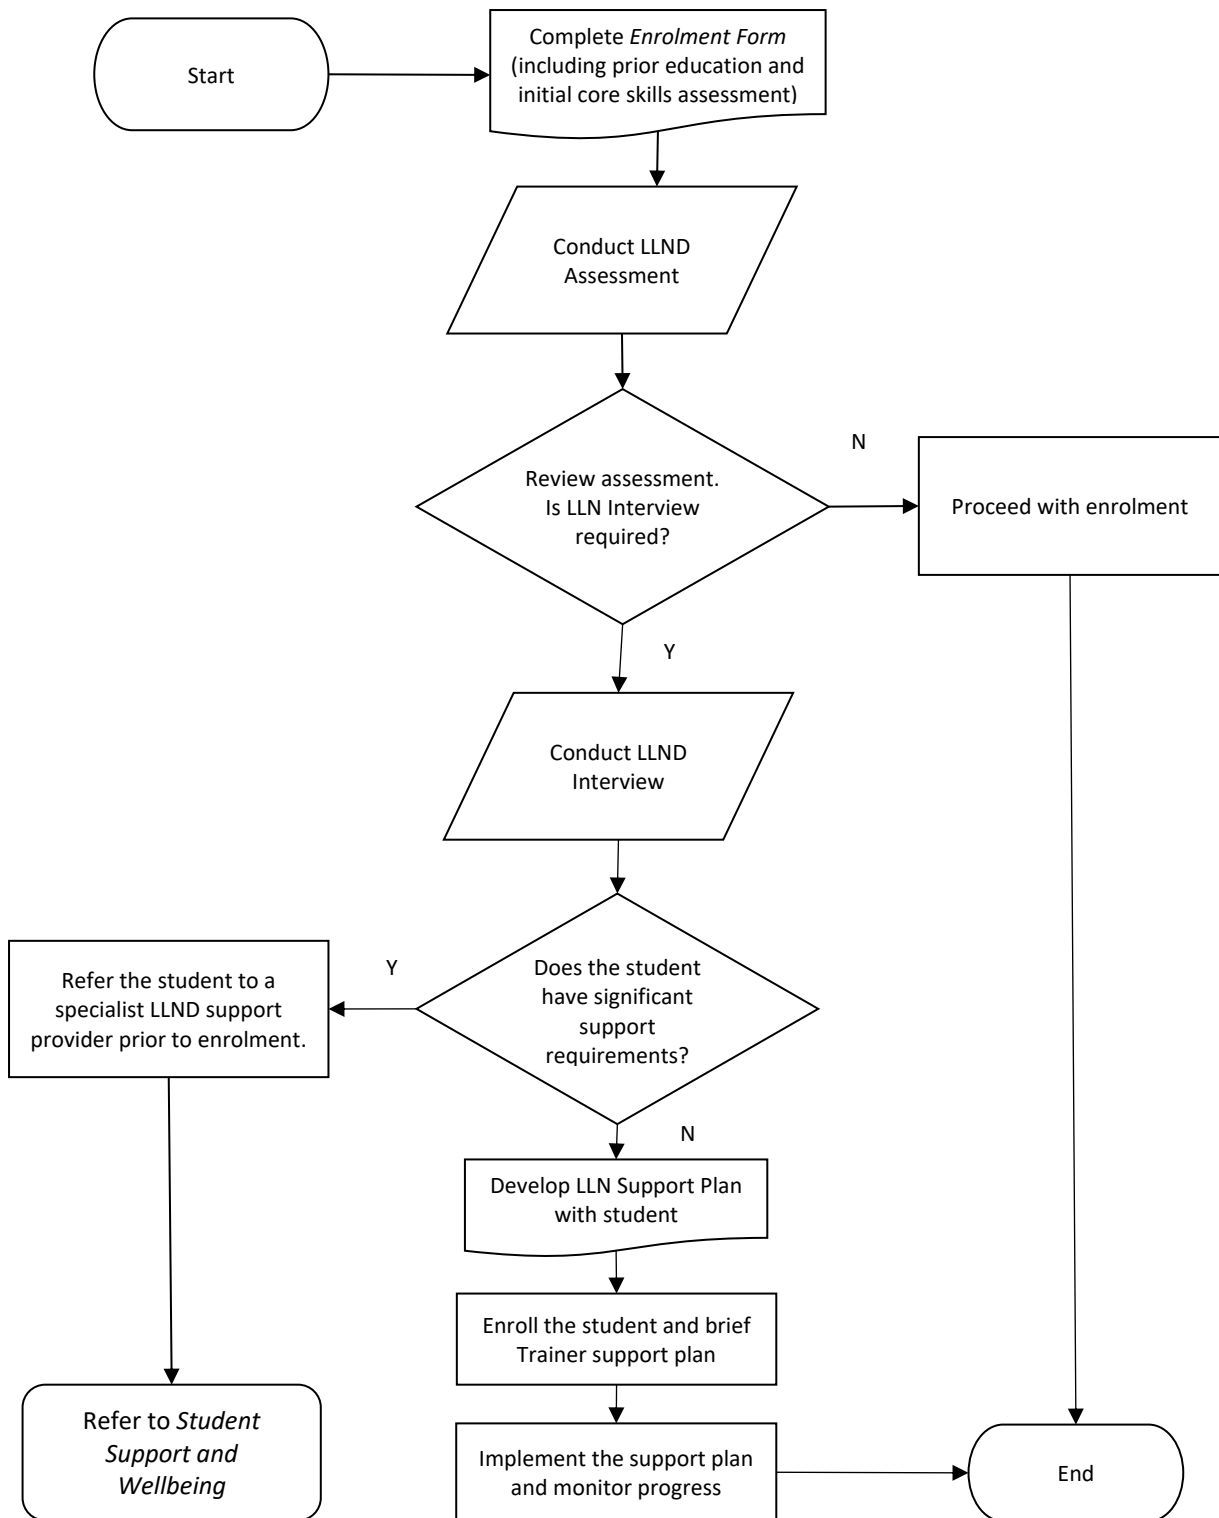 Start
Complete Enrolment Form
(including prior education and
initial core skills assessment)
Conduct LLND
Assessment
Review assessment.
Is LLN Interview
required?
N
Proceed with enrolment
Y
Conduct LLND
Interview
Does the student
have significant
support
requirements?
Y
Refer the student to a
specialist LLND support
provider prior to enrolment.
N
Develop LLN Support Plan
with student
Enroll the student and brief
Trainer support plan
Refer to Student
Support and
Wellbeing
Implement the support plan
and monitor progress
End